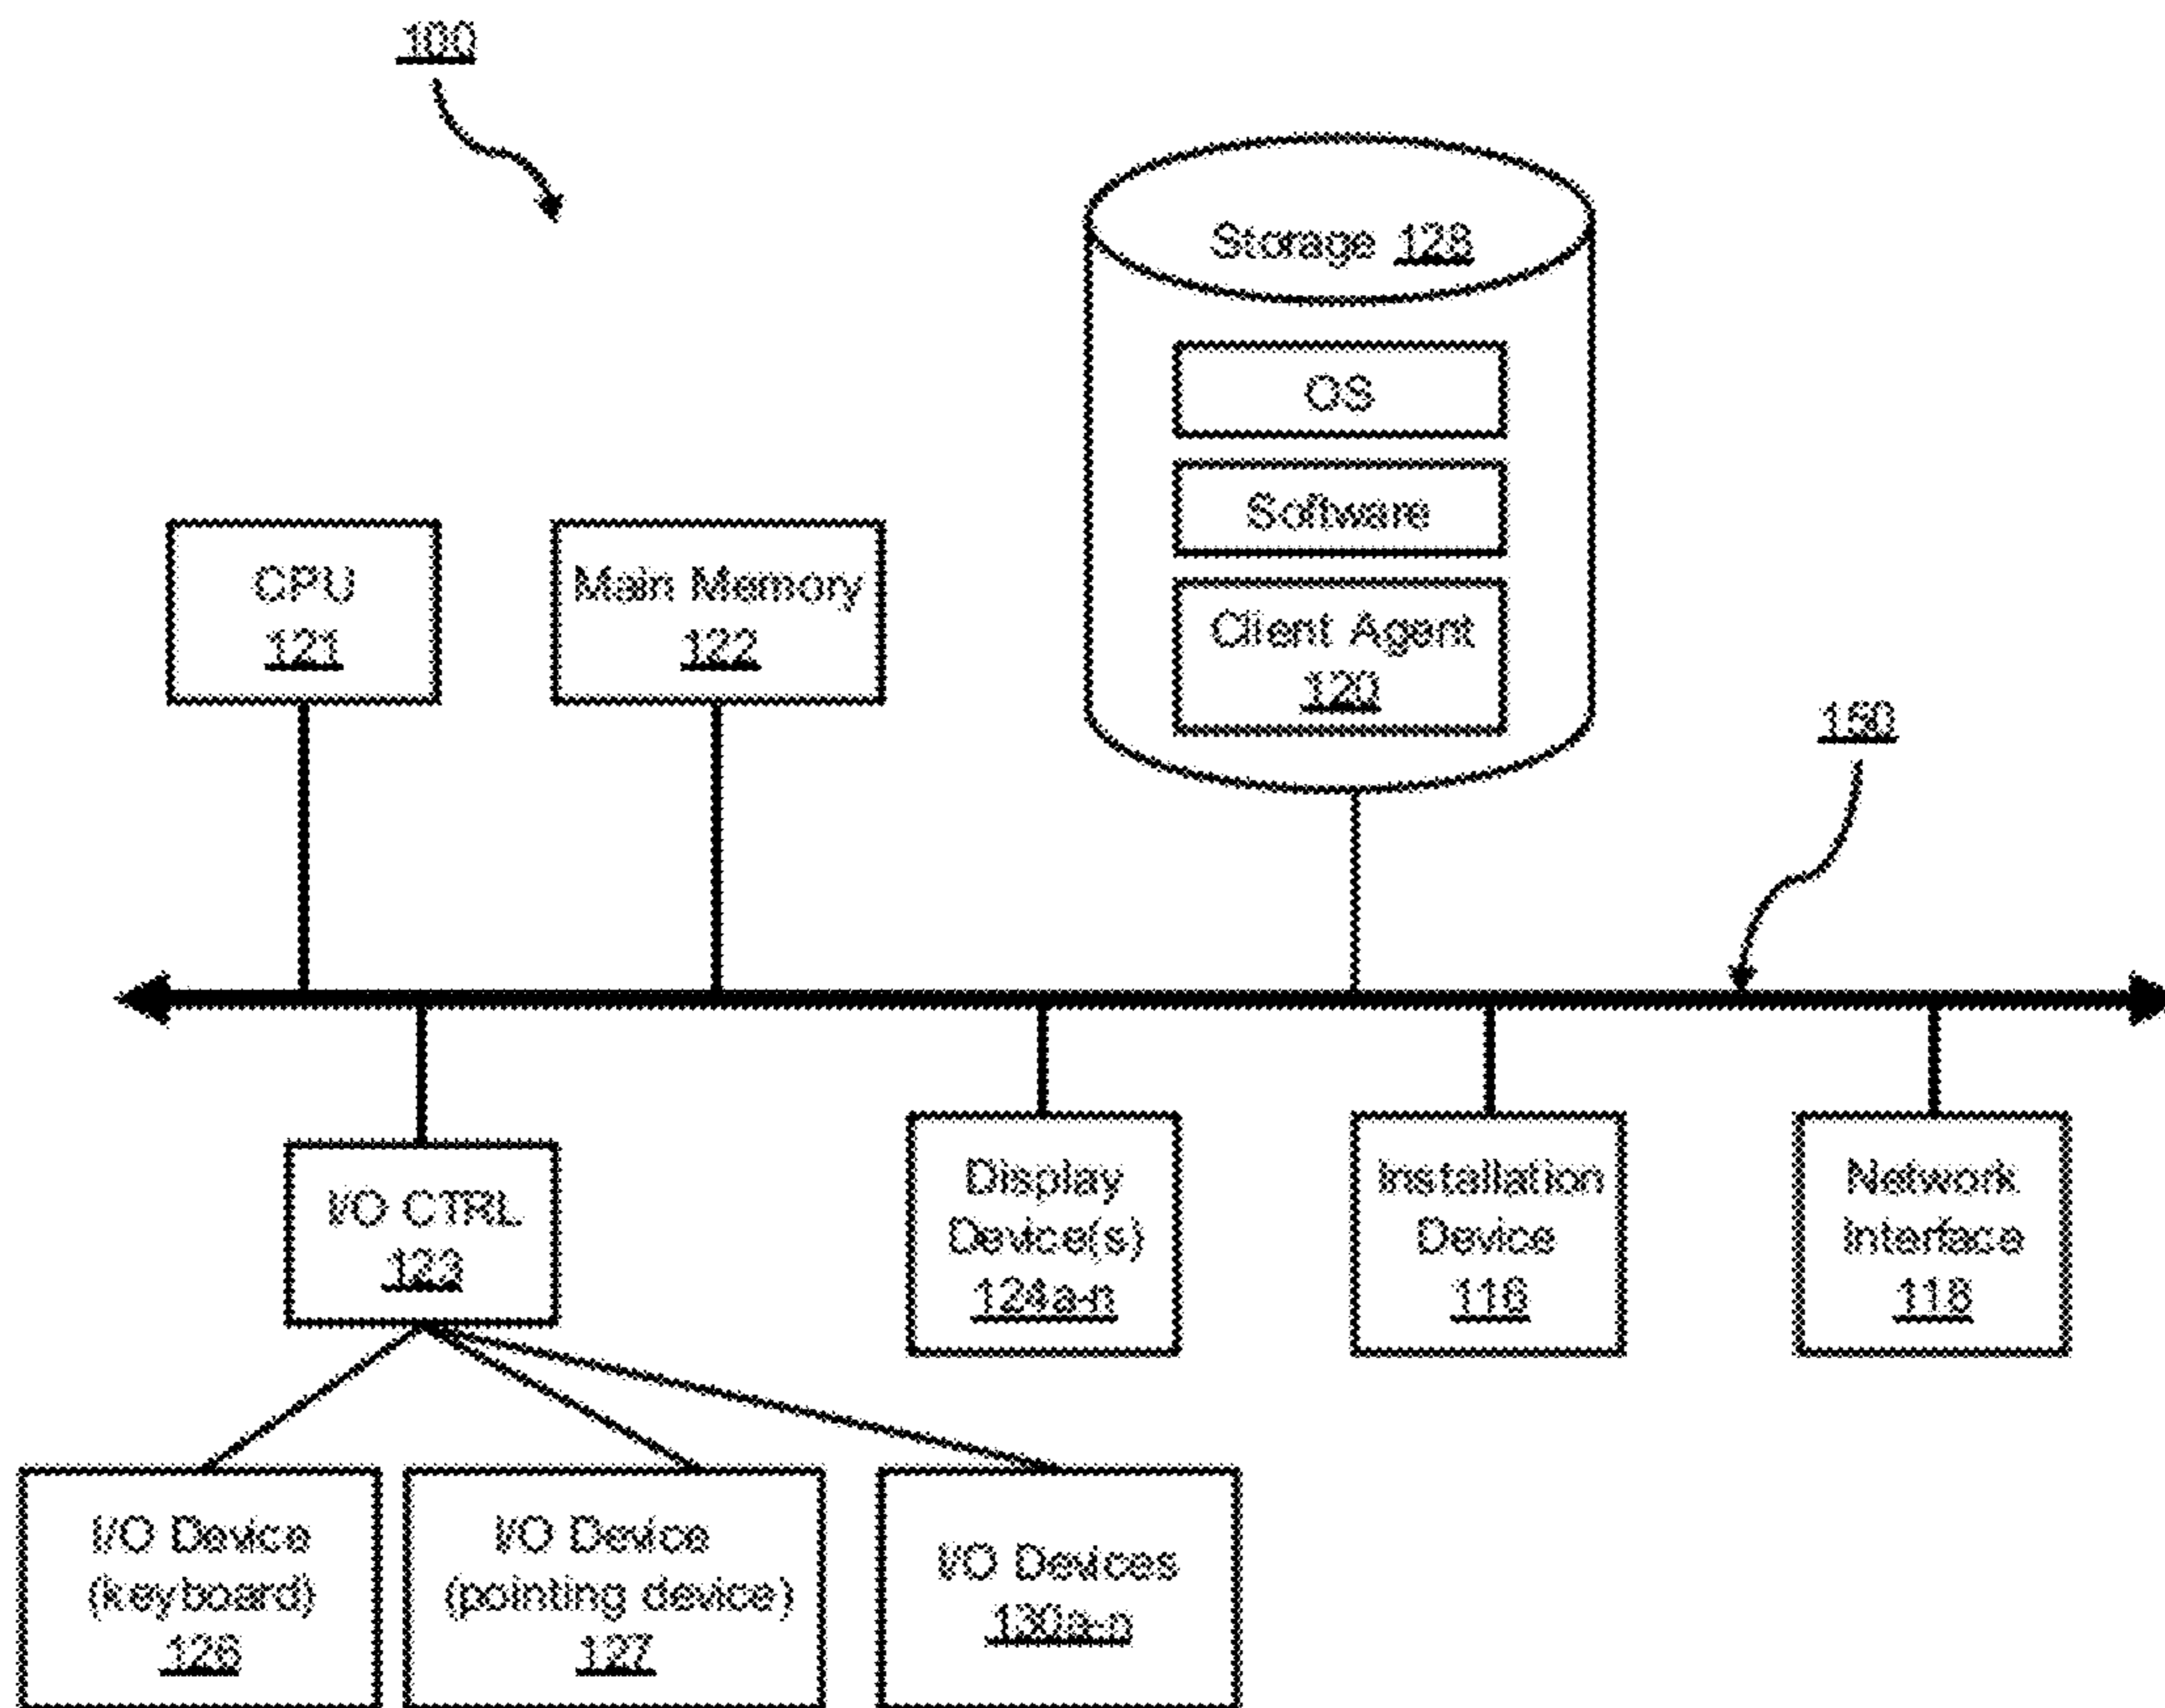 100
Storage 128
OS
Software
Client Agent
120
CPU
121
Main Memory
122
150
I/O CTRL
123
Display
Device(s)
124a-n
Installation
Device
116
Network
Interface
118
I/O Device
(keyboard)
126
I/O Device
(pointing device)
127
I/O Devices
130a-n